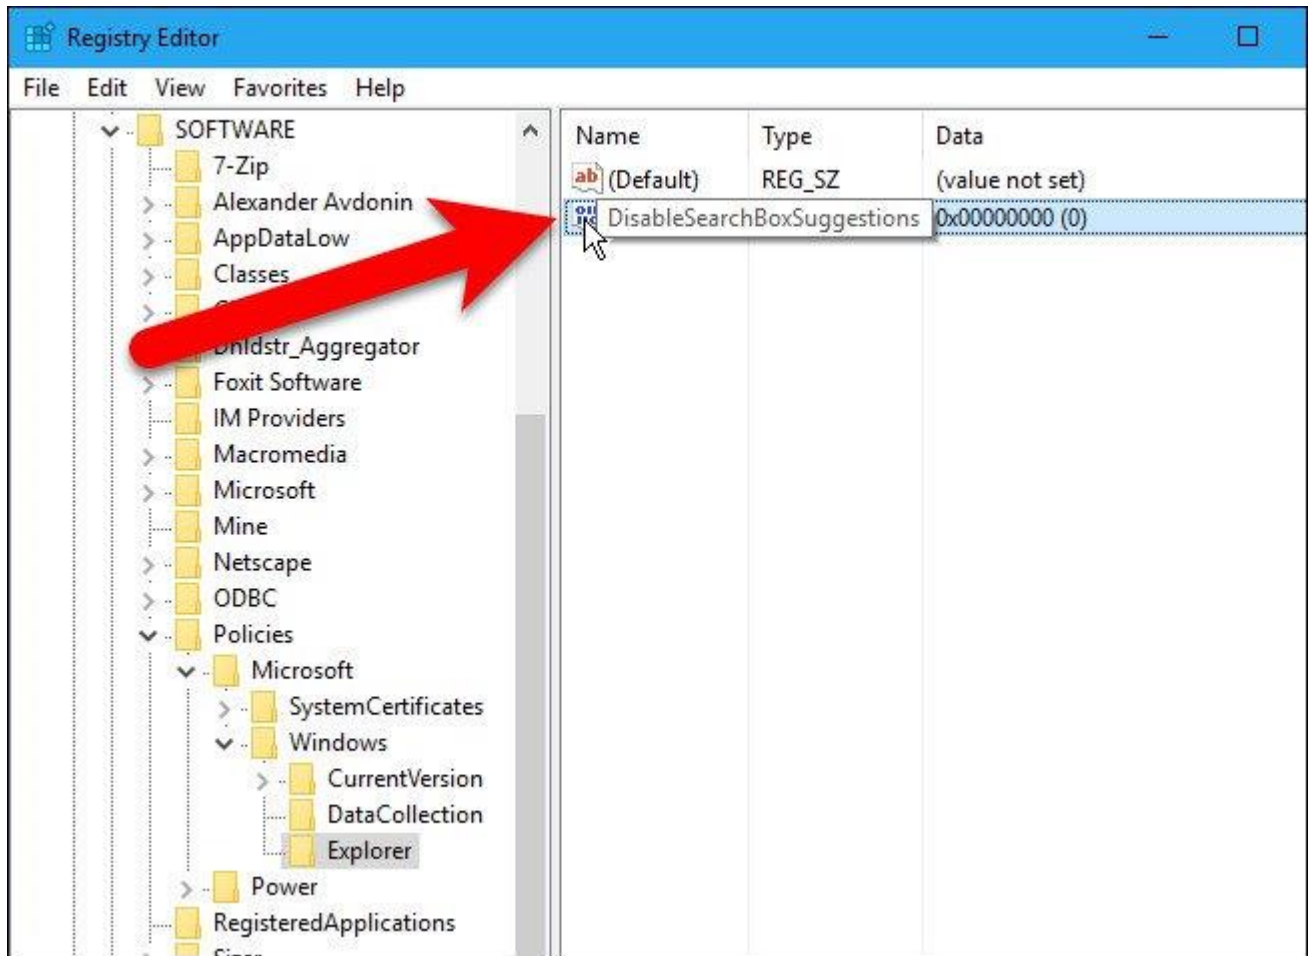 Registry Editor
File Edit View Favorites Help
Name Type Data
(Default) REG_SZ (value not set)
DisableSearchBoxSuggestions 0x00000000 (0)
SOFTWARE
7-Zip
Alexander Avdonin
AppDataLow
Classes
Dnldstr_Aggregator
Foxit Software
IM Providers
Macromedia
Microsoft
Mine
Netscape
ODBC
Policies
Microsoft
SystemCertificates
Windows
CurrentVersion
DataCollection
Explorer
Power
RegisteredApplications